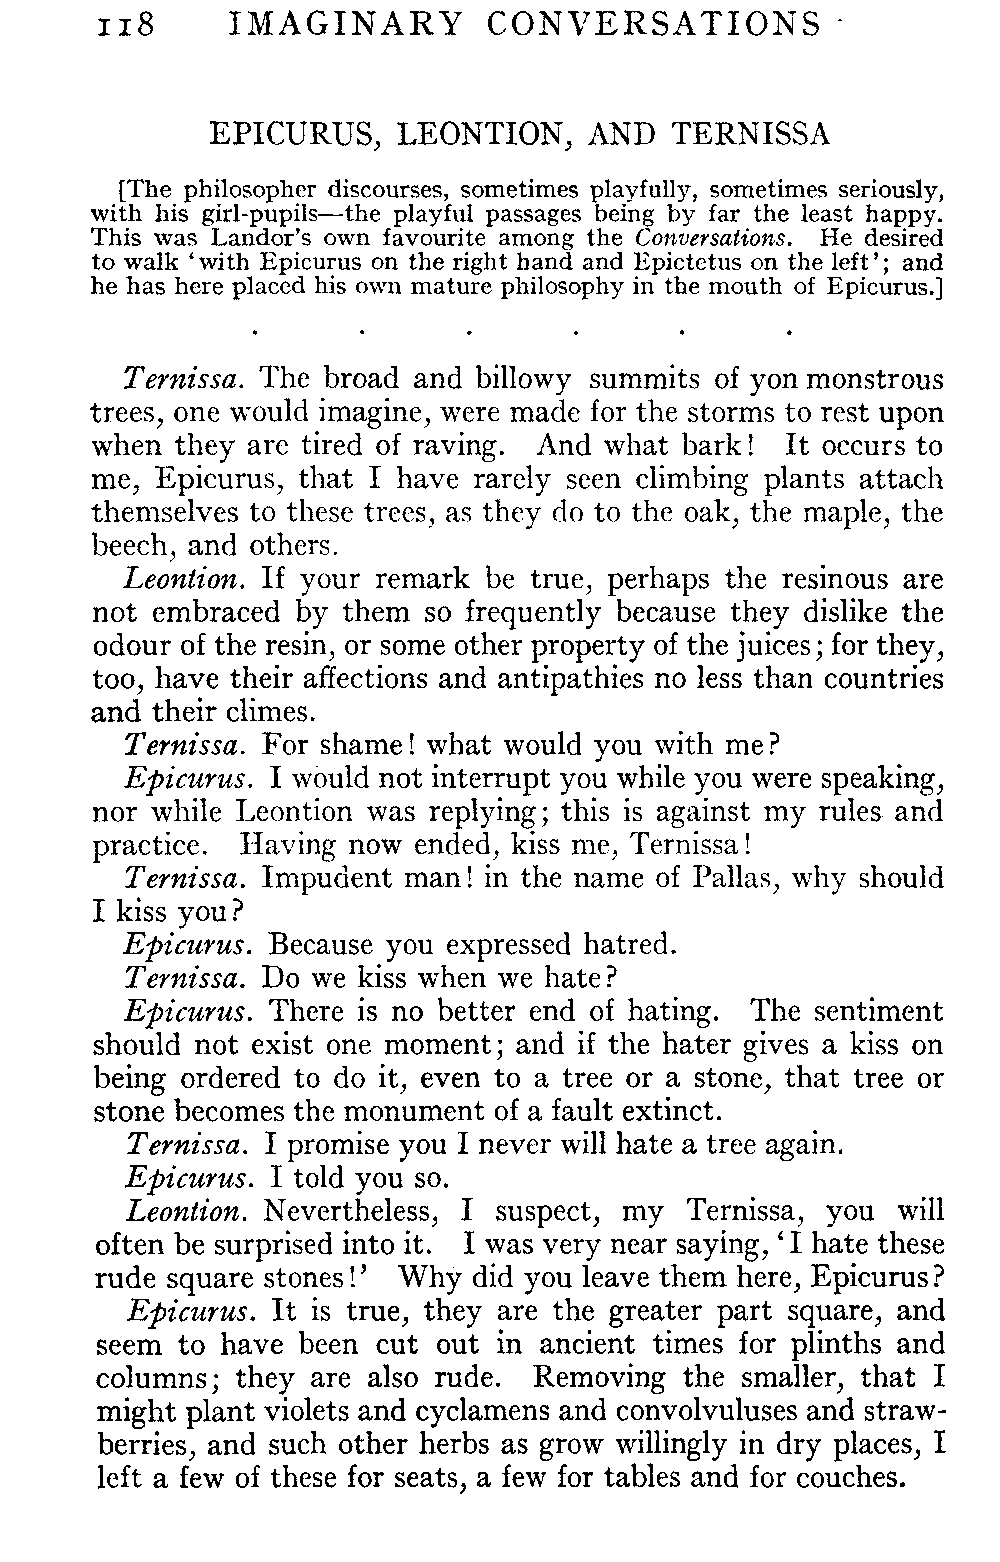 118 IMAGINARY CONVERSATIONS
EPICURUS, LEONTION, AND TERNISSA
[The philosopher discourses, sometimes playfully, sometimes seriously,
with his girl-pupils—the playful passages being by far the least happy.
This was Landor's own favourite among the Conversations. He desired
to walk ‘with Epicurus on the right hand and Epictetus on the left’; and
he has here placed his own mature philosophy in the mouth of Epicurus.]
. . . . . .
Ternissa. The broad and billowy summits of yon monstrous
trees, one would imagine, were made for the storms to rest upon
when they are tired of raving. And what bark! It occurs to
me, Epicurus, that I have rarely seen climbing plants attach
themselves to these trees, as they do to the oak, the maple, the
beech, and others.
Leontion. If your remark be true, perhaps the resinous are
not embraced by them so frequently because they dislike the
odour of the resin, or some other property of the juices; for they,
too, have their affections and antipathies no less than countries
and their climes.
Ternissa. For shame! what would you with me?
Epicurus. I would not interrupt you while you were speaking,
nor while Leontion was replying; this is against my rules and
practice. Having now ended, kiss me, Ternissa!
Ternissa. Impudent man! in the name of Pallas, why should
I kiss you?
Epicurus. Because you expressed hatred.
Ternissa. Do we kiss when we hate?
Epicurus. There is no better end of hating. The sentiment
should not exist one moment; and if the hater gives a kiss on
being ordered to do it, even to a tree or a stone, that tree or
stone becomes the monument of a fault extinct.
Ternissa. I promise you I never will hate a tree again.
Epicurus. I told you so.
Leontion. Nevertheless, I suspect, my Ternissa, you will
often be surprised into it. I was very near saying, ‘I hate these
rude square stones!’ Why did you leave them here, Epicurus?
Epicurus. It is true, they are the greater part square, and
seem to have been cut out in ancient times for plinths and
columns; they are also rude. Removing the smaller, that I
might plant violets and cyclamens and convolvuluses and straw-
berries, and such other herbs as grow willingly in dry places, I
left a few of these for seats, a few for tables and for couches.